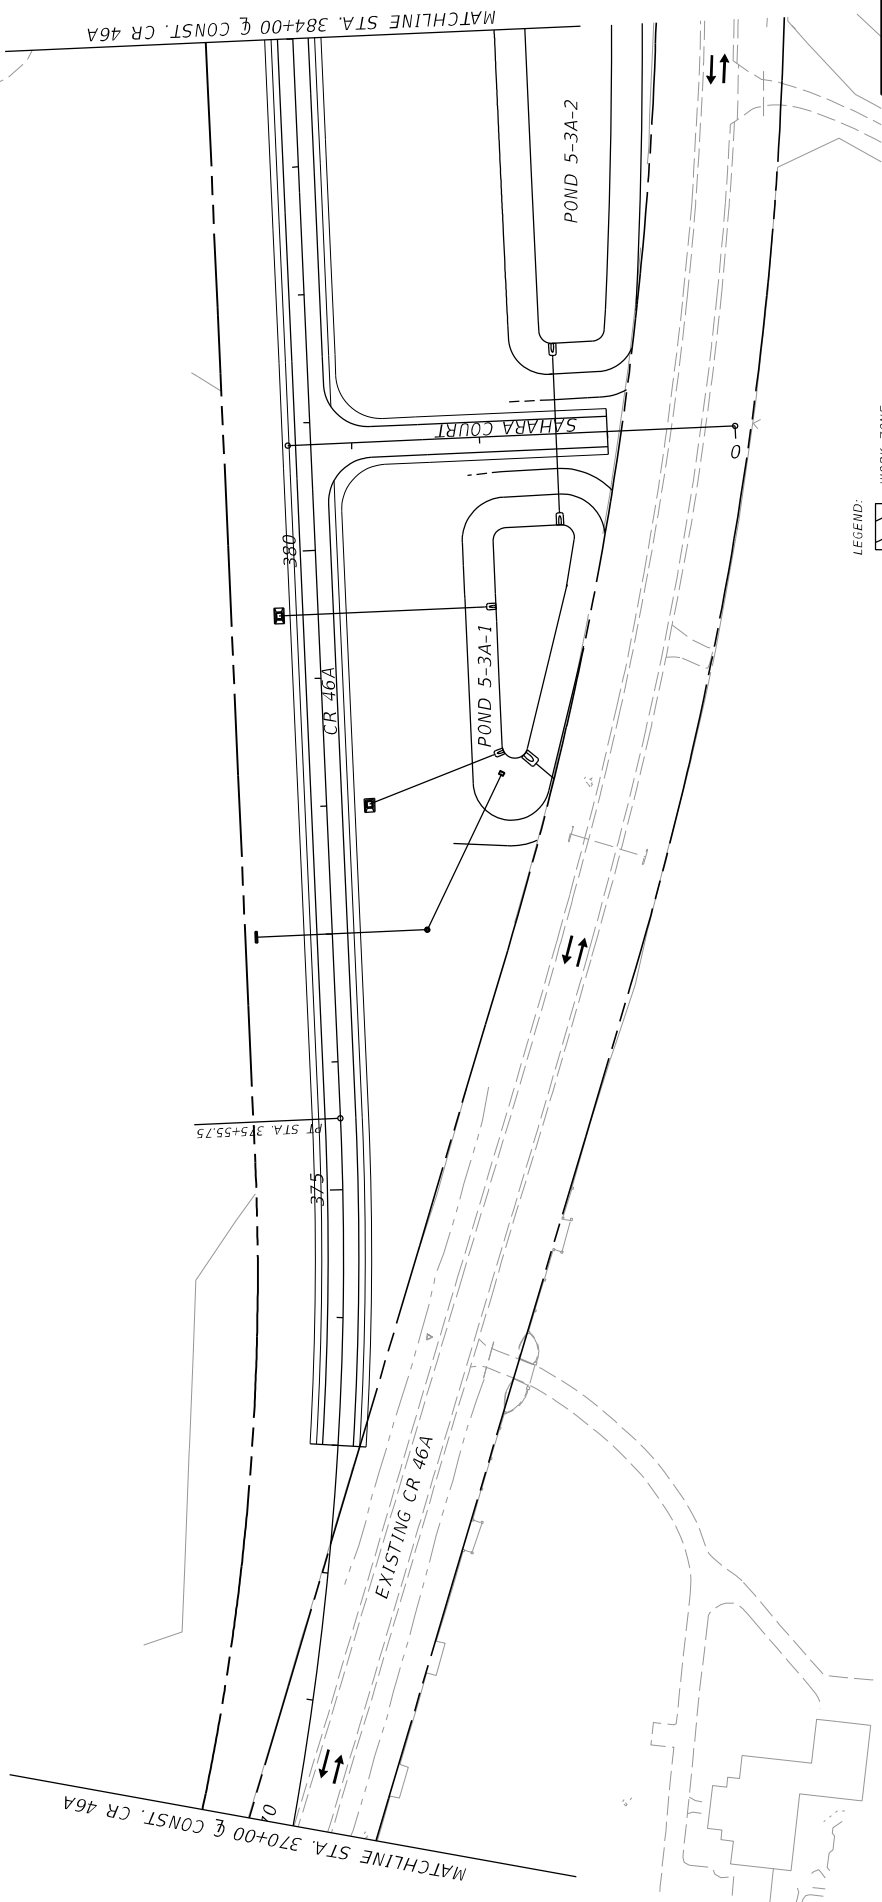 MATCHLINE STA. 384+00 ℄ CONST. CR 46A
POND 5-3A-2
SAHARA COURT
0
LEGEND:
380
CR 46A
POND 5-3A-1
PT STA. 375+55.75
375
EXISTING CR 46A
MATCHLINE STA. 370+00 ℄ CONST. CR 46A